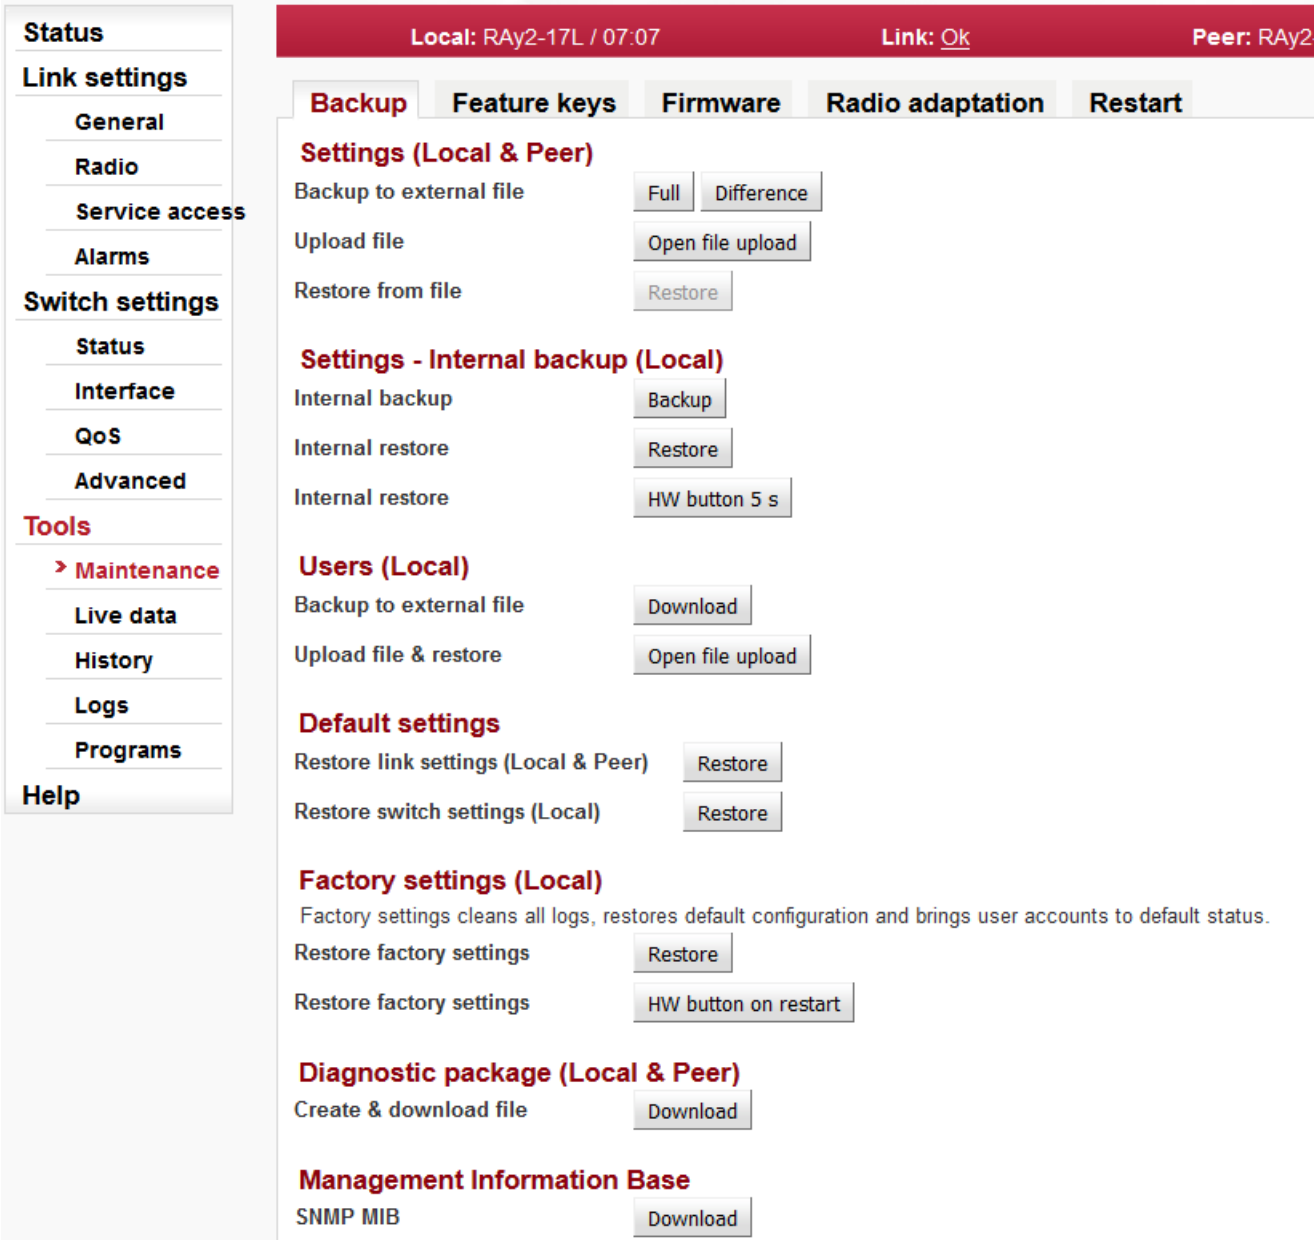 Status
Link settings
General
Radio
Service access
Alarms
Switch settings
Status
Interface
QoS
Advanced
Tools
Maintenance
Live data
History
Logs
Programs
Help
Local: RAy2-17L / 07:07 Link: Ok Peer: RAy2
Backup Feature keys Firmware Radio adaptation Restart
Settings (Local & Peer)
Backup to external file Full Difference
Upload file Open file upload
Restore from file Restore
Settings - Internal backup (Local)
Internal backup Backup
Internal restore Restore
Internal restore HW button 5 s
Users (Local)
Backup to external file Download
Upload file & restore Open file upload
Default settings
Restore link settings (Local & Peer) Restore
Restore switch settings (Local) Restore
Factory settings (Local)
Factory settings cleans all logs, restores default configuration and brings user accounts to default status.
Restore factory settings Restore
Restore factory settings HW button on restart
Diagnostic package (Local & Peer)
Create & download file Download
Management Information Base
SNMP MIB Download